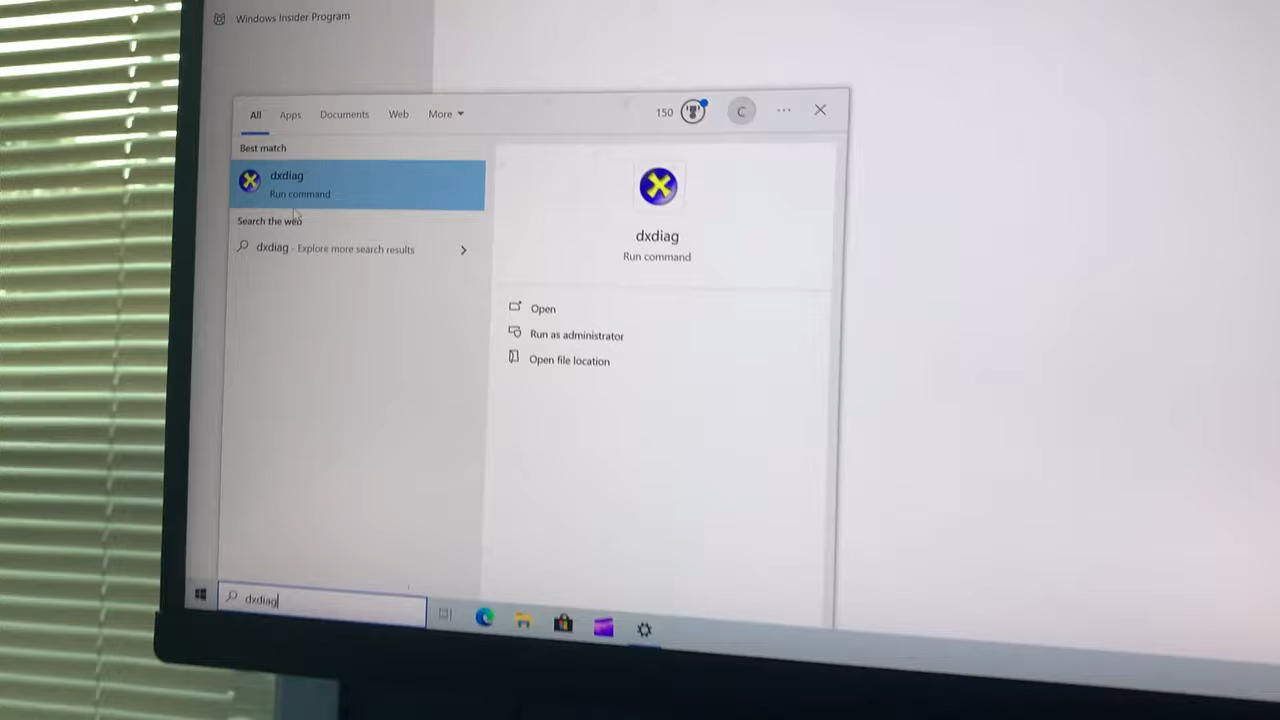 Windows Insider Program
All Apps Documents Web More 150 C ...
Best match
dxdiag
Run command
Search the web
dxdiag - Explore more search results
dxdiag
Run command
Open
Run as administrator
Open file location
dxdiag